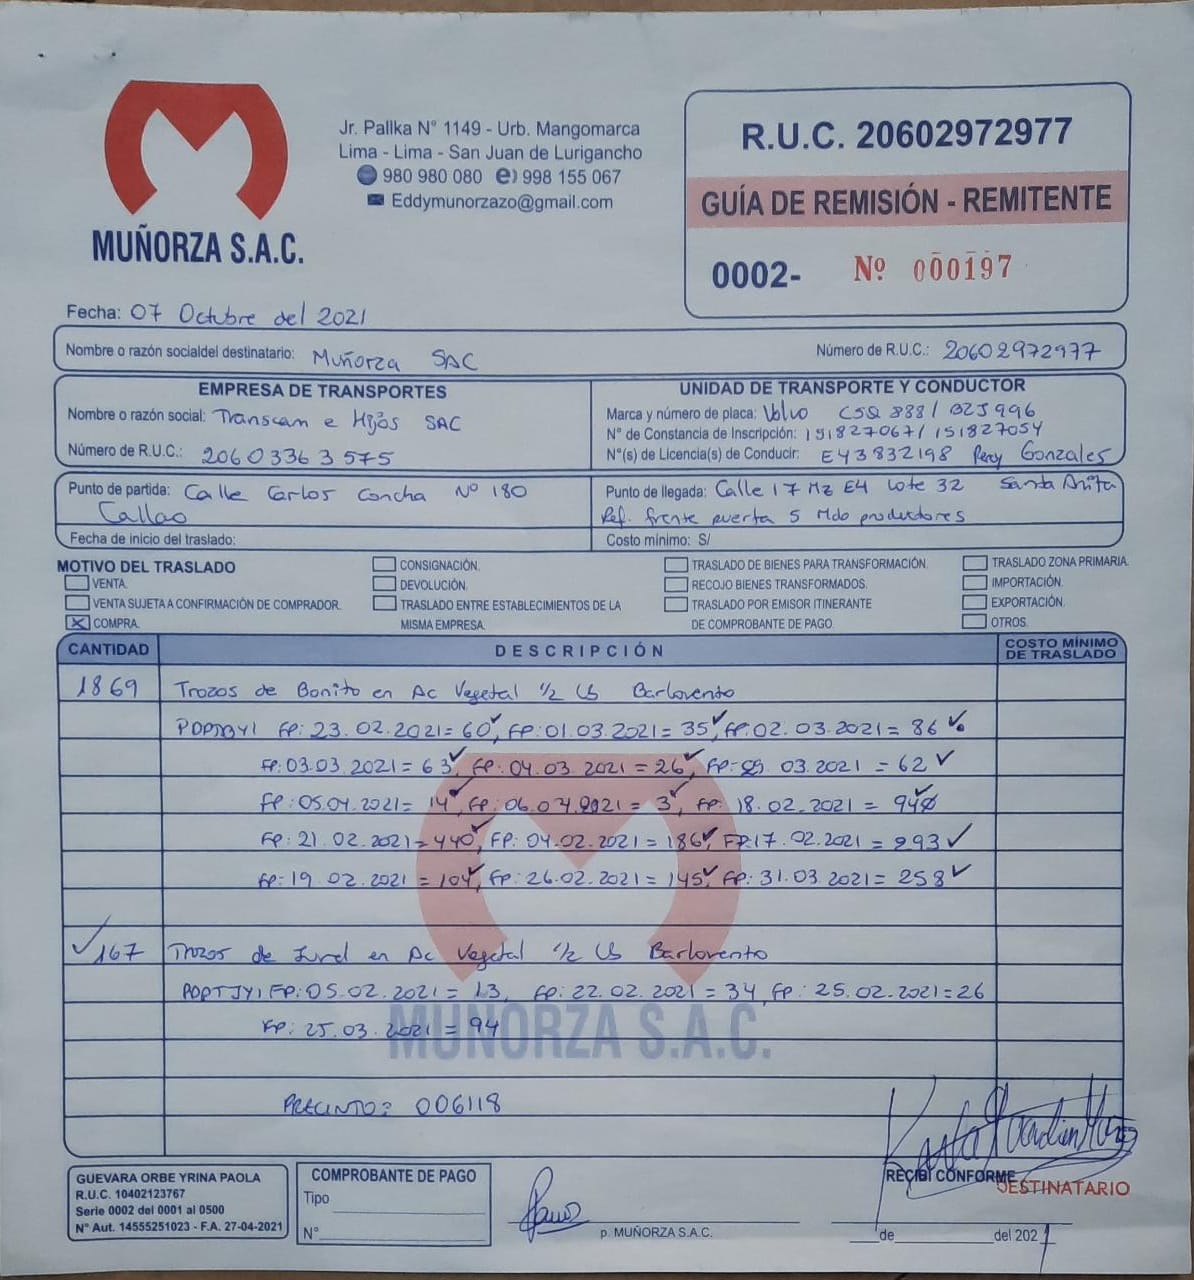 Jr. Pallka N° 1149 - Urb. Mangomarca
Lima - Lima - San Juan de Lurigancho
980 980 080 e) 998 155 067
Eddymunorzazo@gmail.com
MUÑORZA S.A.C.
R.U.C. 20602972977
GUÍA DE REMISIÓN - REMITENTE
0002- Nº 000197
Fecha: 07 Octubre del 2021
Nombre o razón socialdel destinatario: Muñorza SAC Número de R.U.C.: 20602972977
EMPRESA DE TRANSPORTES
Nombre o razón social: Transcam e Hijos SAC
Número de R.U.C.: 20603363575
UNIDAD DE TRANSPORTE Y CONDUCTOR
Marca y número de placa: Volvo C5Q 888 / BZJ996
N° de Constancia de Inscripción: 151827067 / 151827054
N°(s) de Licencia(s) de Conducir: E43832198 Percy Gonzales
Punto de partida: Calle Carlos Concha Nº 180
Callao
Fecha de inicio del traslado:
Punto de llegada: Calle 17 Mz E4 Lote 32 Santa Anita
Ref. frente puerta 5 Mdo productores
Costo mínimo: S/
MOTIVO DEL TRASLADO
VENTA.
VENTA SUJETA A CONFIRMACIÓN DE COMPRADOR.
X COMPRA.
CONSIGNACIÓN.
DEVOLUCIÓN.
TRASLADO ENTRE ESTABLECIMIENTOS DE LA
MISMA EMPRESA.
TRASLADO DE BIENES PARA TRANSFORMACIÓN.
RECOJO BIENES TRANSFORMADOS.
TRASLADO POR EMISOR ITINERANTE
DE COMPROBANTE DE PAGO.
TRASLADO ZONA PRIMARIA.
IMPORTACIÓN.
EXPORTACIÓN.
OTROS.
CANTIDAD DESCRIPCIÓN COSTO MÍNIMO
DE TRASLADO
1869 Trozos de Bonito en Ac Vegetal 1/2 Lb Barlovento
FP: 23.02.2021 = 60, FP: 01.03.2021 = 35, FP: 02.03.2021 = 86
FP: 03.03.2021 = 63, FP: 04.03 2021 = 26, FP: 03.2021 = 62
FP: 05.04.2021 = 14, FP: 06.04.2021 = 3, FP: 18.02.2021 = 94
FP: 21.02.2021 = 440, FP: 04.02.2021 = 186, FP: 17.02.2021 = 293
FP: 19.02.2021 = 104, FP: 26.02.2021 = 145, FP: 31.03.2021 = 258
167 Trozos de Jurel en Ac Vegetal 1/2 Lb Barlovento
PDPTJY1 FP: 05.02.2021 = 13, FP: 22.02.2021 = 34, FP: 25.02.2021 = 26
FP: 25.03.2021 = 94
MUÑORZA S.A.C.
PRECINTO: 006118
GUEVARA ORBE YRINA PAOLA
R.U.C. 10402123767
Serie 0002 del 0001 al 0500
N° Aut. 14555251023 - F.A. 27-04-2021
COMPROBANTE DE PAGO
Tipo
N°
p. MUÑORZA S.A.C.
RECIBÍ CONFORME
DESTINATARIO
de del 2021